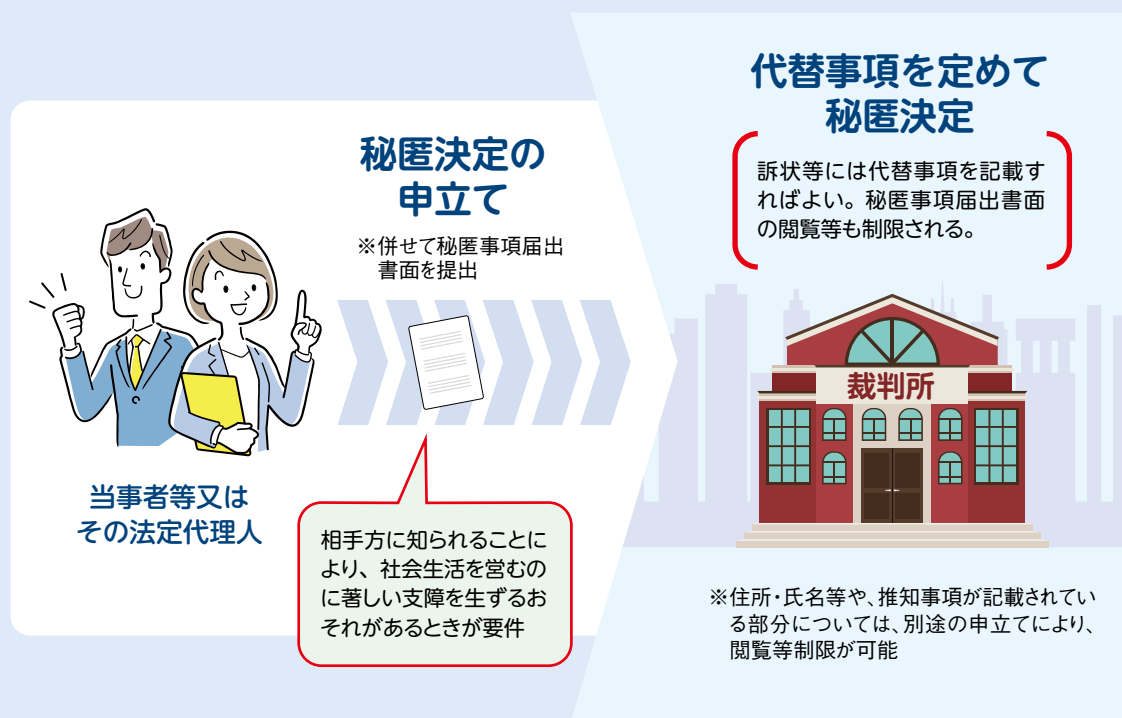 秘匿決定の
申立て
※併せて秘匿事項届出
書面を提出
当事者等又は
その法定代理人
相手方に知られることに
より、社会生活を営むの
に著しい支障を生ずるお
それがあるときが要件
代替事項を定めて
秘匿決定
訴状等には代替事項を記載す
ればよい。秘匿事項届出書面
の閲覧等も制限される。
裁判所
※住所・氏名等や、推知事項が記載されてい
る部分については、別途の申立てにより、
閲覧等制限が可能